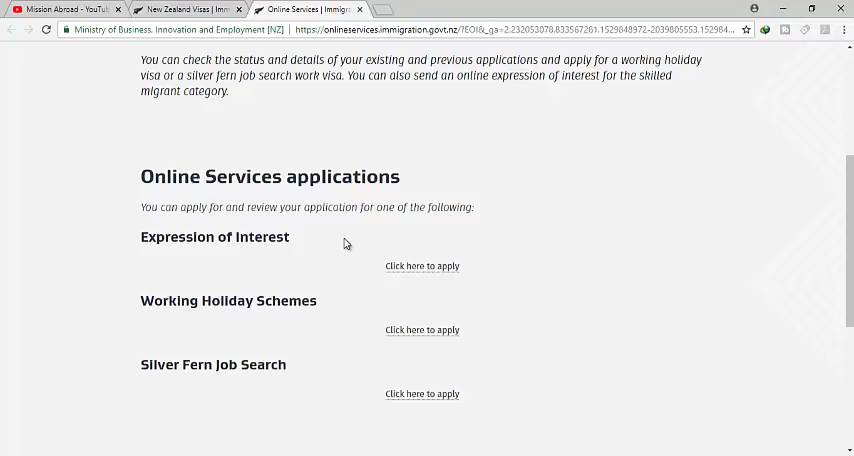 Mission Abroad - YouTub
New Zealand Visas | Imm
Online Services | Immigra
Ministry of Business, Innovation and Employment [NZ]
https://onlineservices.immigration.govt.nz/?EOI&_ga=2.232053078.833567281.1529848972-2039805553.152984...
You can check the status and details of your existing and previous applications and apply for a working holiday
visa or a silver fern job search work visa. You can also send an online expression of interest for the skilled
migrant category.
Online Services applications
You can apply for and review your application for one of the following:
Expression of Interest
Click here to apply
Working Holiday Schemes
Click here to apply
Silver Fern Job Search
Click here to apply